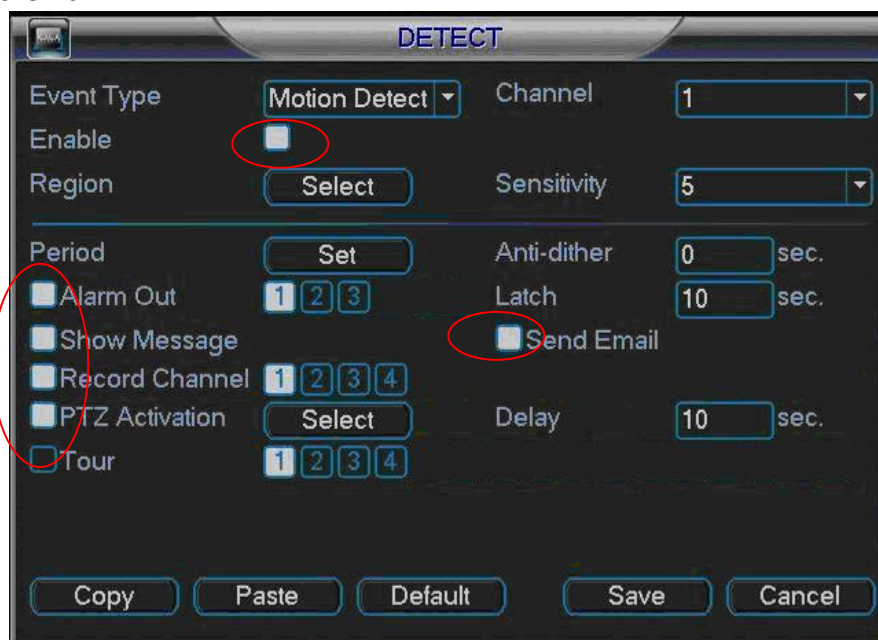 DETECT
Event Type Motion Detect Channel 1
Enable
Region Select Sensitivity 5
Period Set Anti-dither 0 sec.
Alarm Out 1 2 3 Latch 10 sec.
Show Message Send Email
Record Channel 1 2 3 4
PTZ Activation Select Delay 10 sec.
Tour 1 2 3 4
Copy Paste Default Save Cancel